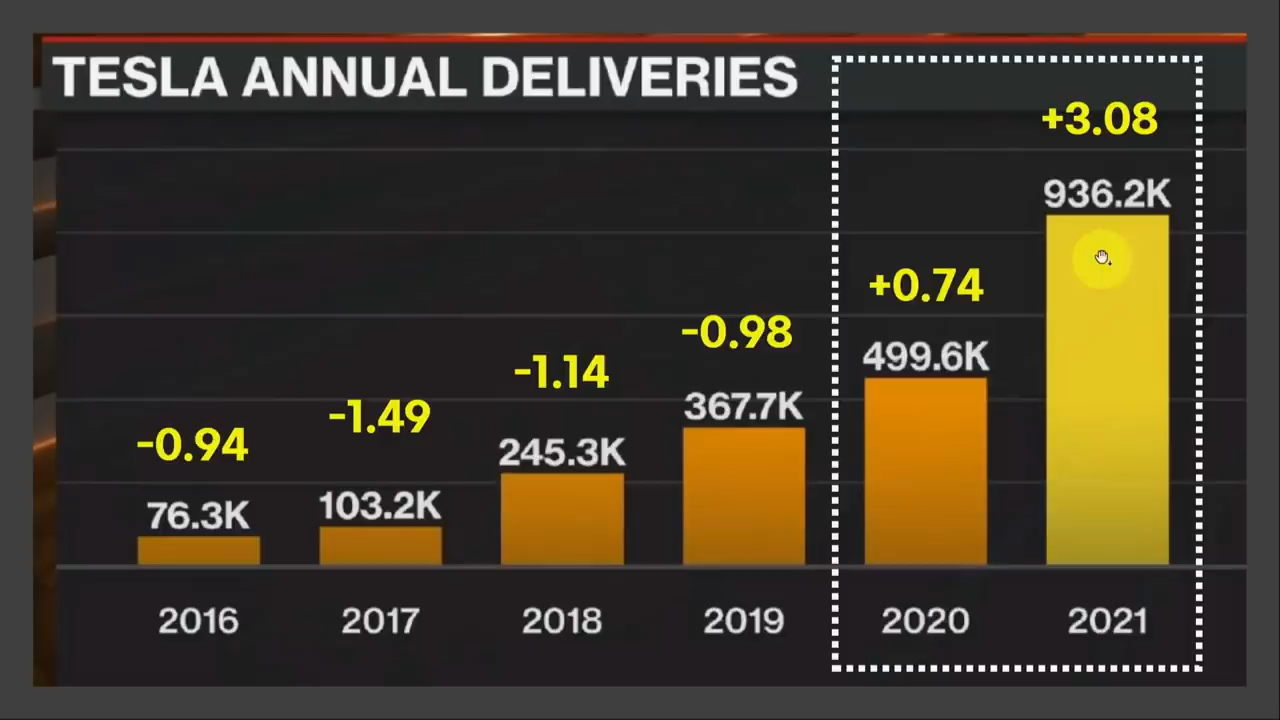 TESLA ANNUAL DELIVERIES
+3.08
936.2K
+0.74
499.6K
-0.98
367.7K
-1.14
245.3K
-1.49
103.2K
-0.94
76.3K
2016 2017 2018 2019 2020 2021